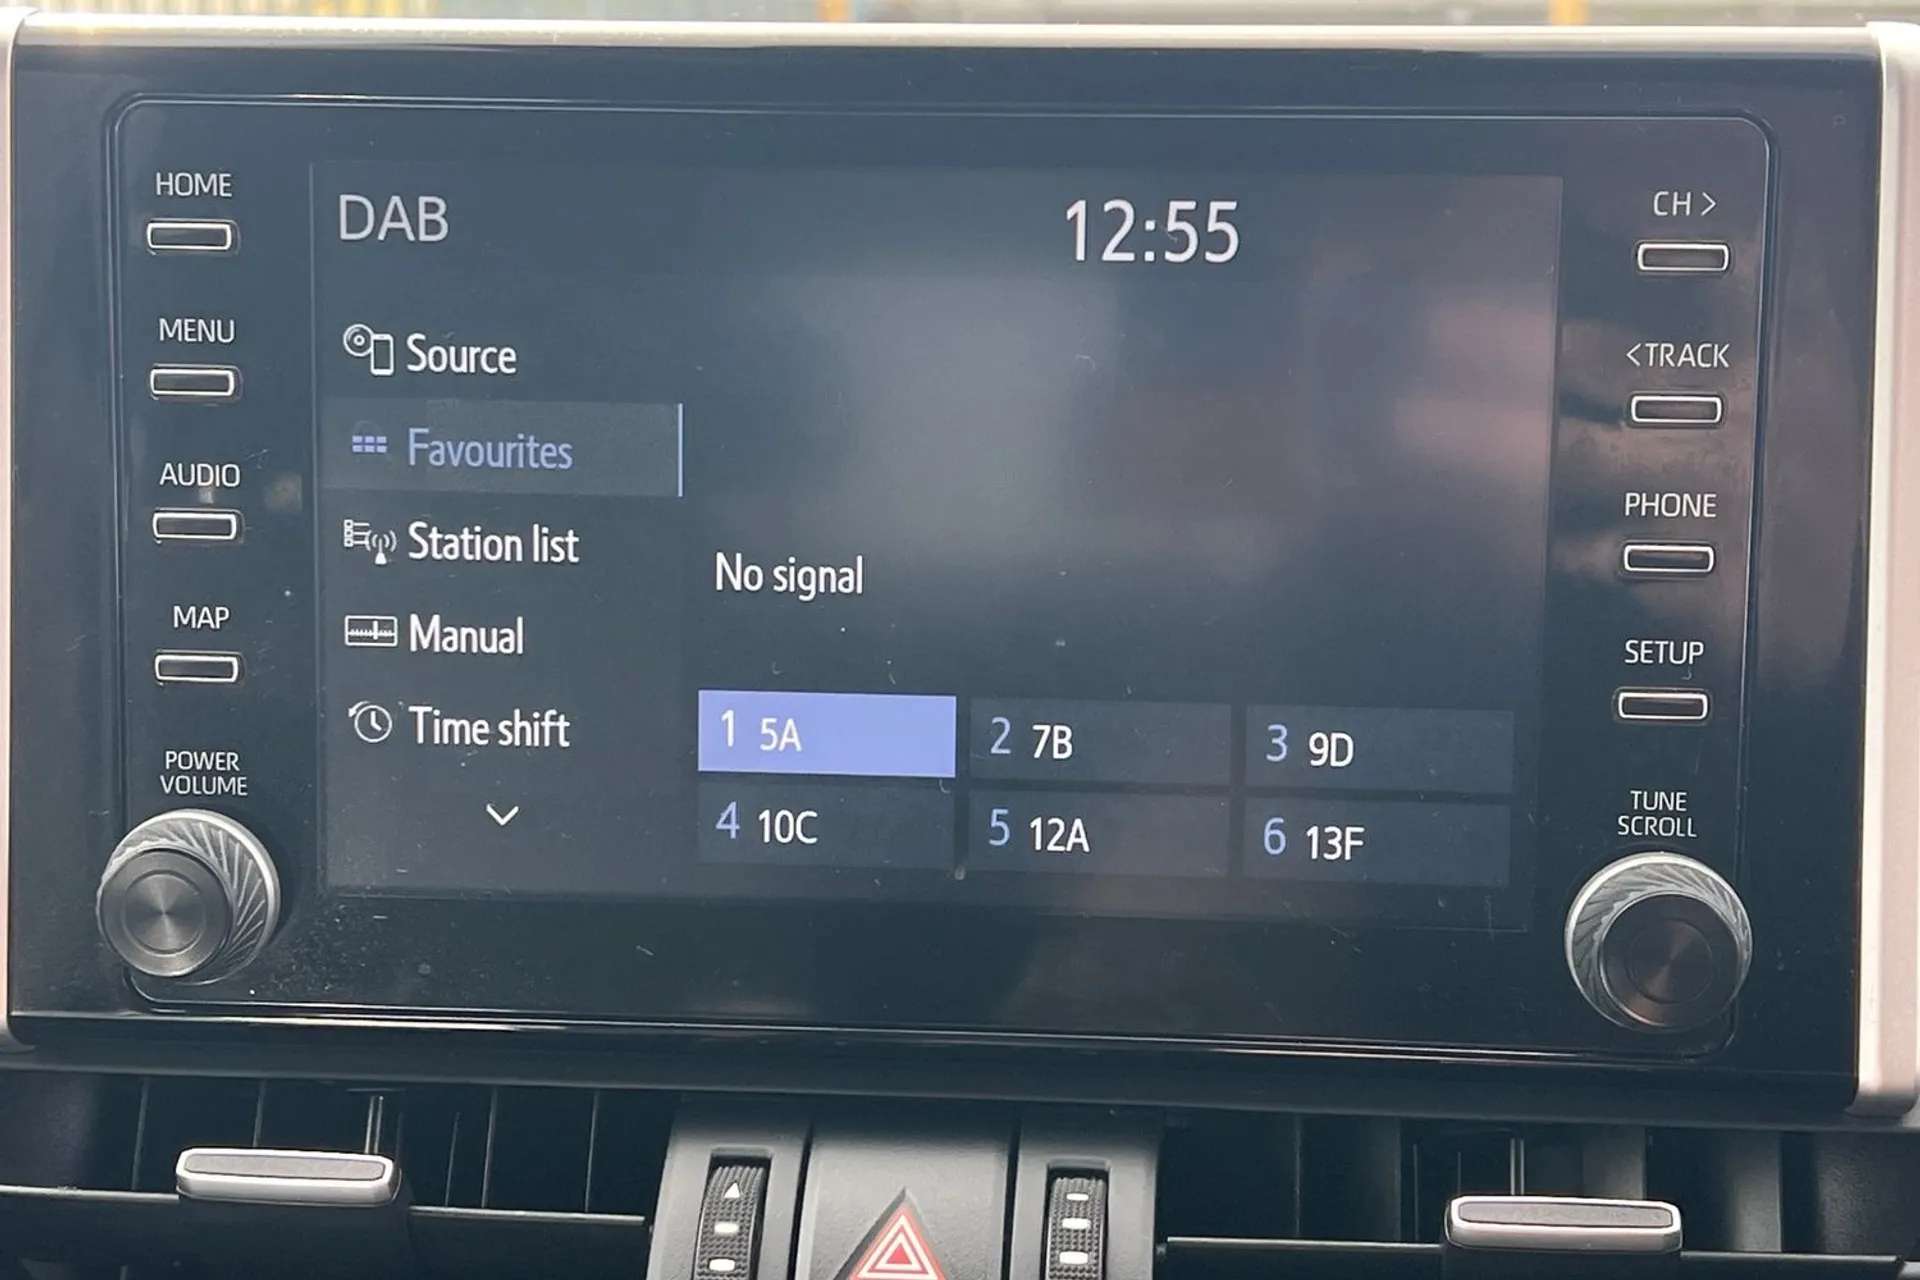 HOME
MENU
AUDIO
MAP
POWER
VOLUME
DAB
12:55
Source
Favourites
Station list
Manual
Time shift
No signal
1 5A
2 7B
3 9D
4 10C
5 12A
6 13F
CH >
<TRACK
PHONE
SETUP
TUNE
SCROLL